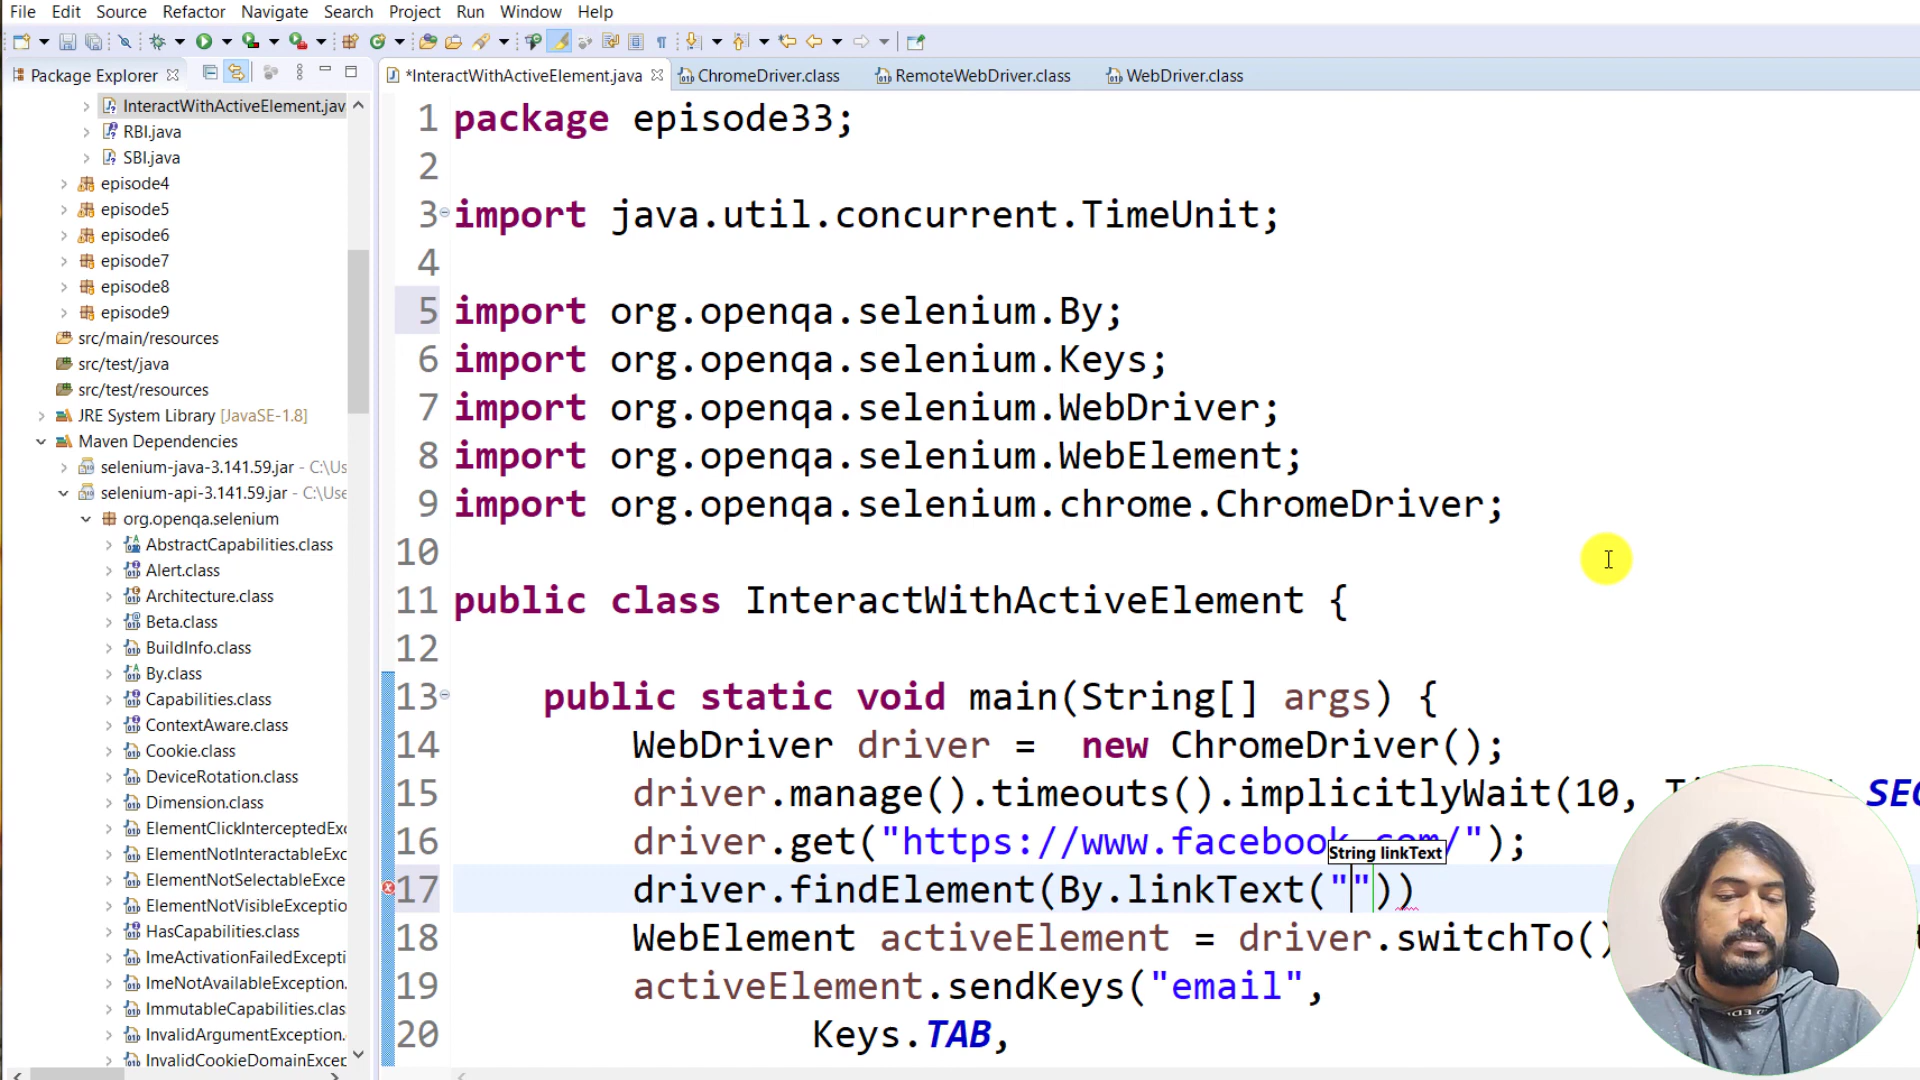 File Edit Source Refactor Navigate Search Project Run Window Help
Package Explorer
*InteractWithActiveElement.java
ChromeDriver.class
RemoteWebDriver.class
WebDriver.class
InteractWithActiveElement.jav
RBI.java
SBI.java
episode4
episode5
episode6
episode7
episode8
episode9
src/main/resources
src/test/java
src/test/resources
JRE System Library [JavaSE-1.8]
Maven Dependencies
selenium-java-3.141.59.jar - C:\Us
selenium-api-3.141.59.jar - C:\Use
org.openqa.selenium
AbstractCapabilities.class
Alert.class
Architecture.class
Beta.class
BuildInfo.class
By.class
Capabilities.class
ContextAware.class
Cookie.class
DeviceRotation.class
Dimension.class
ElementClickInterceptedExc
ElementNotInteractableExc
ElementNotSelectableExce
ElementNotVisibleExceptio
HasCapabilities.class
ImeActivationFailedExcepti
ImeNotAvailableException.
ImmutableCapabilities.clas
InvalidArgumentException.
InvalidCookieDomainExcep
1 package episode33;
2
3 import java.util.concurrent.TimeUnit;
4
5 import org.openqa.selenium.By;
6 import org.openqa.selenium.Keys;
7 import org.openqa.selenium.WebDriver;
8 import org.openqa.selenium.WebElement;
9 import org.openqa.selenium.chrome.ChromeDriver;
10
11 public class InteractWithActiveElement {
12
13 public static void main(String[] args) {
14 WebDriver driver = new ChromeDriver();
15 driver.manage().timeouts().implicitlyWait(10, SEC
16 driver.get("https://www.facebook.com/");
String linkText
17 driver.findElement(By.linkText(""))
18 WebElement activeElement = driver.switchTo()
19 activeElement.sendKeys("email",
20 Keys.TAB,